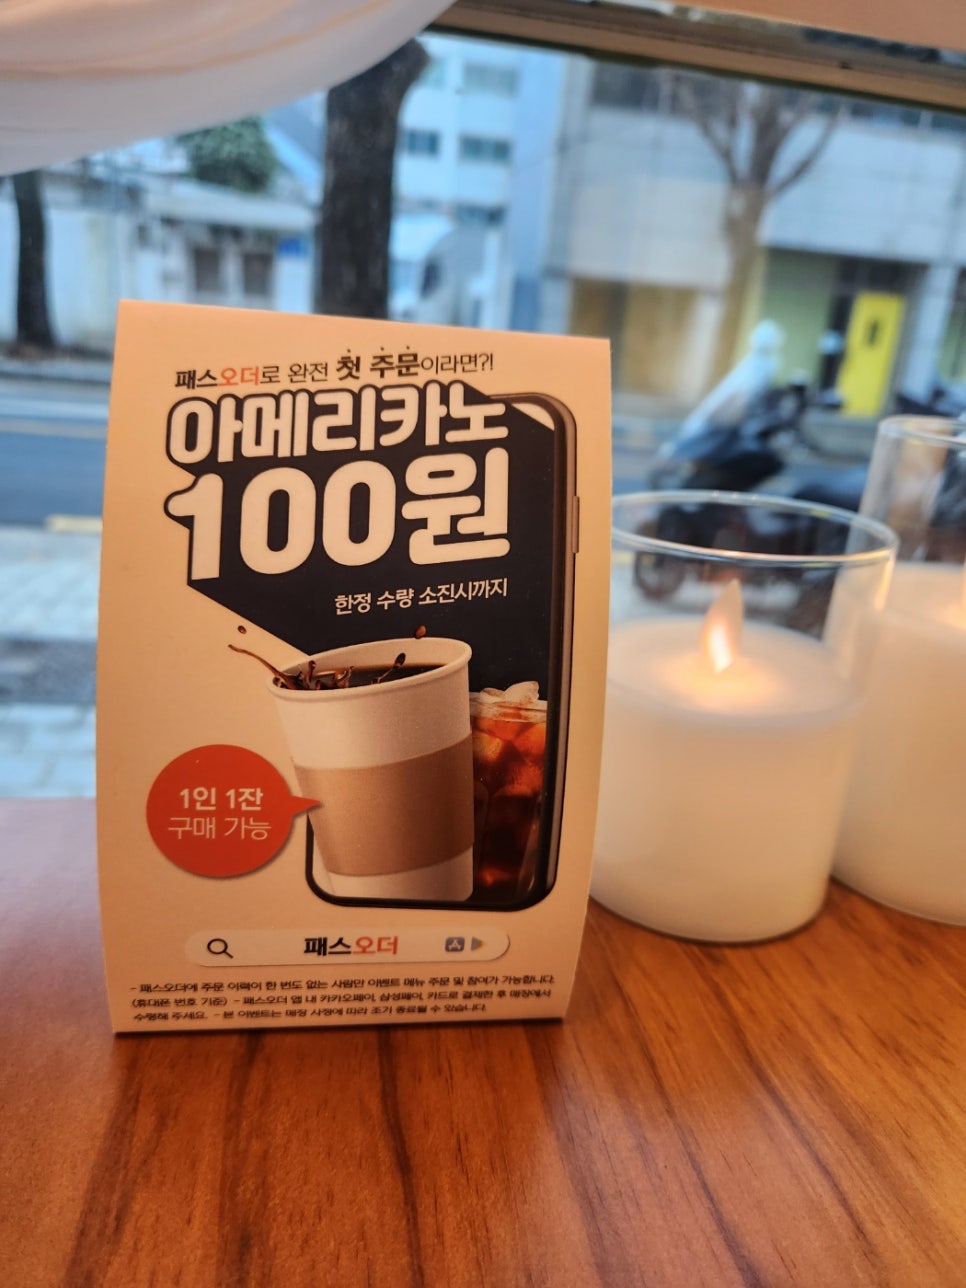 패스오더로 완전 첫 주문이라면?!
아메리카노
100원
한정 수량 소진시까지
1인 1잔
구매 가능
패스오더
- 패스오더에 주문 이력이 한 번도 없는 사람만 이벤트 메뉴 주문 및 참여가 가능합니다.
(휴대폰 번호 기준) - 패스오더 앱 내 카카오페이, 삼성페이, 카드로 결제한 후 매장에서
수령해 주세요. - 본 이벤트는 매장 사정에 따라 조기 종료될 수 있습니다.